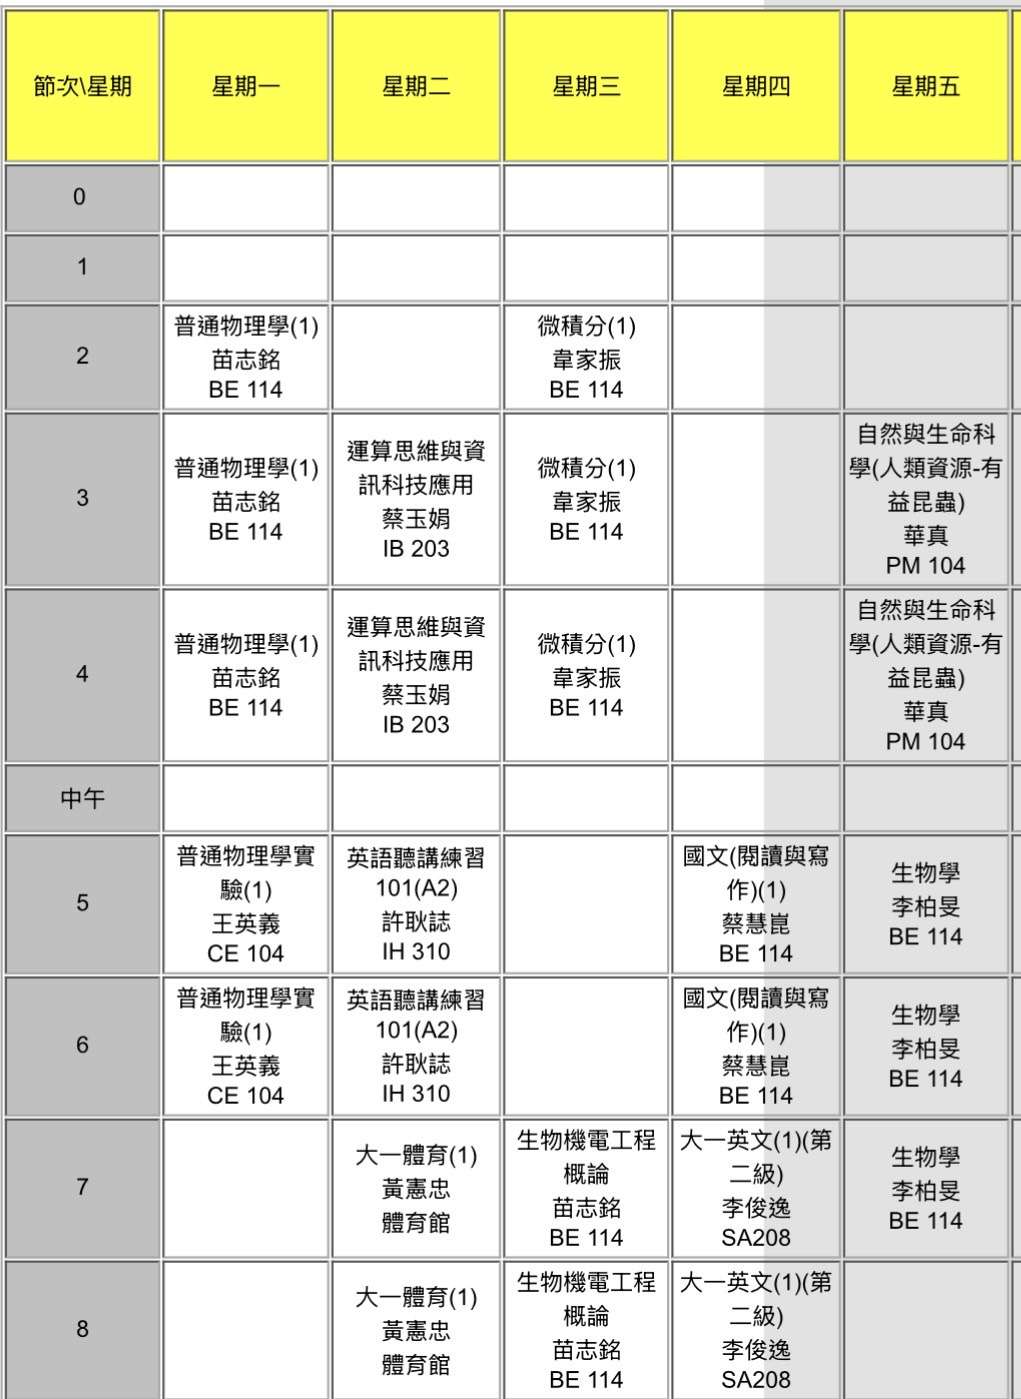 節次\星期 星期一 星期二 星期三 星期四 星期五
0
1
2
普通物理學(1)
苗志銘
BE 114
微積分(1)
韋家振
BE 114
3
普通物理學(1)
苗志銘
BE 114
運算思維與資
訊科技應用
蔡玉娟
IB 203
微積分(1)
韋家振
BE 114
自然與生命科
學(人類資源-有
益昆蟲)
華真
PM 104
4
普通物理學(1)
苗志銘
BE 114
運算思維與資
訊科技應用
蔡玉娟
IB 203
微積分(1)
韋家振
BE 114
自然與生命科
學(人類資源-有
益昆蟲)
華真
PM 104
中午
5
普通物理學實
驗(1)
王英義
CE 104
英語聽講練習
101(A2)
許耿誌
IH 310
國文(閱讀與寫
作)(1)
蔡慧崑
BE 114
生物學
李柏旻
BE 114
6
普通物理學實
驗(1)
王英義
CE 104
英語聽講練習
101(A2)
許耿誌
IH 310
國文(閱讀與寫
作)(1)
蔡慧崑
BE 114
生物學
李柏旻
BE 114
7
大一體育(1)
黃憲忠
體育館
生物機電工程
概論
苗志銘
BE 114
大一英文(1)(第
二級)
李俊逸
SA208
生物學
李柏旻
BE 114
8
大一體育(1)
黃憲忠
體育館
生物機電工程
概論
苗志銘
BE 114
大一英文(1)(第
二級)
李俊逸
SA208